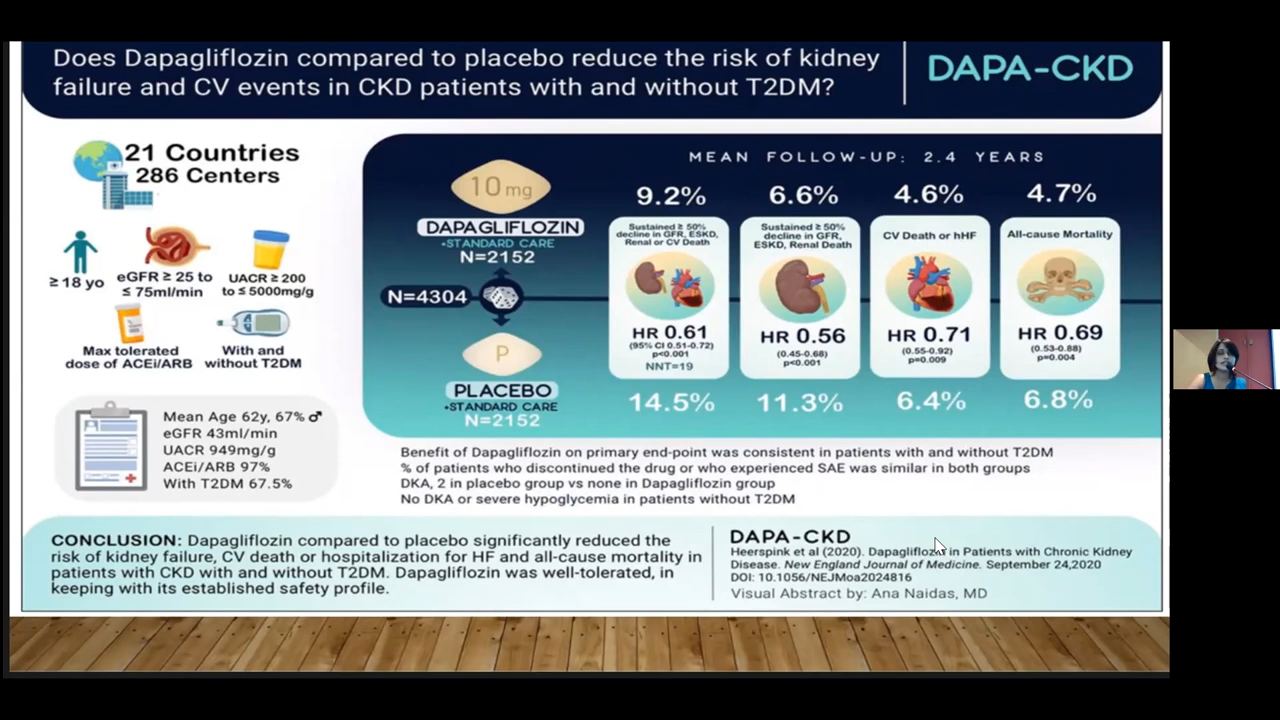 Does Dapagliflozin compared to placebo reduce the risk of kidney
failure and CV events in CKD patients with and without T2DM?
DAPA-CKD
21 Countries
286 Centers
≥ 18 yo
eGFR ≥ 25 to
≤ 75ml/min
UACR ≥ 200
to ≤ 5000mg/g
Max tolerated
dose of ACEi/ARB
With and
without T2DM
Mean Age 62y, 67% ♂
eGFR 43ml/min
UACR 949mg/g
ACEi/ARB 97%
With T2DM 67.5%
MEAN FOLLOW-UP: 2.4 YEARS
10 mg
DAPAGLIFLOZIN
+STANDARD CARE
N=2152
N=4304
P
PLACEBO
+STANDARD CARE
N=2152
9.2%
Sustained ≥ 50%
decline in GFR, ESKD,
Renal or CV Death
HR 0.61
(95% CI 0.51-0.72)
p<0.001
NNT=19
14.5%
6.6%
Sustained ≥ 50%
decline in GFR,
ESKD, Renal Death
HR 0.56
(0.45-0.68)
p<0.001
11.3%
4.6%
CV Death or hHF
HR 0.71
(0.55-0.92)
p=0.009
6.4%
4.7%
All-cause Mortality
HR 0.69
(0.53-0.88)
p=0.004
6.8%
Benefit of Dapagliflozin on primary end-point was consistent in patients with and without T2DM
% of patients who discontinued the drug or who experienced SAE was similar in both groups
DKA, 2 in placebo group vs none in Dapagliflozin group
No DKA or severe hypoglycemia in patients without T2DM
CONCLUSION: Dapagliflozin compared to placebo significantly reduced the
risk of kidney failure, CV death or hospitalization for HF and all-cause mortality in
patients with CKD with and without T2DM. Dapagliflozin was well-tolerated, in
keeping with its established safety profile.
DAPA-CKD
Heerspink et al (2020). Dapagliflozin in Patients with Chronic Kidney
Disease. New England Journal of Medicine. September 24,2020
DOI: 10.1056/NEJMoa2024816
Visual Abstract by: Ana Naidas, MD